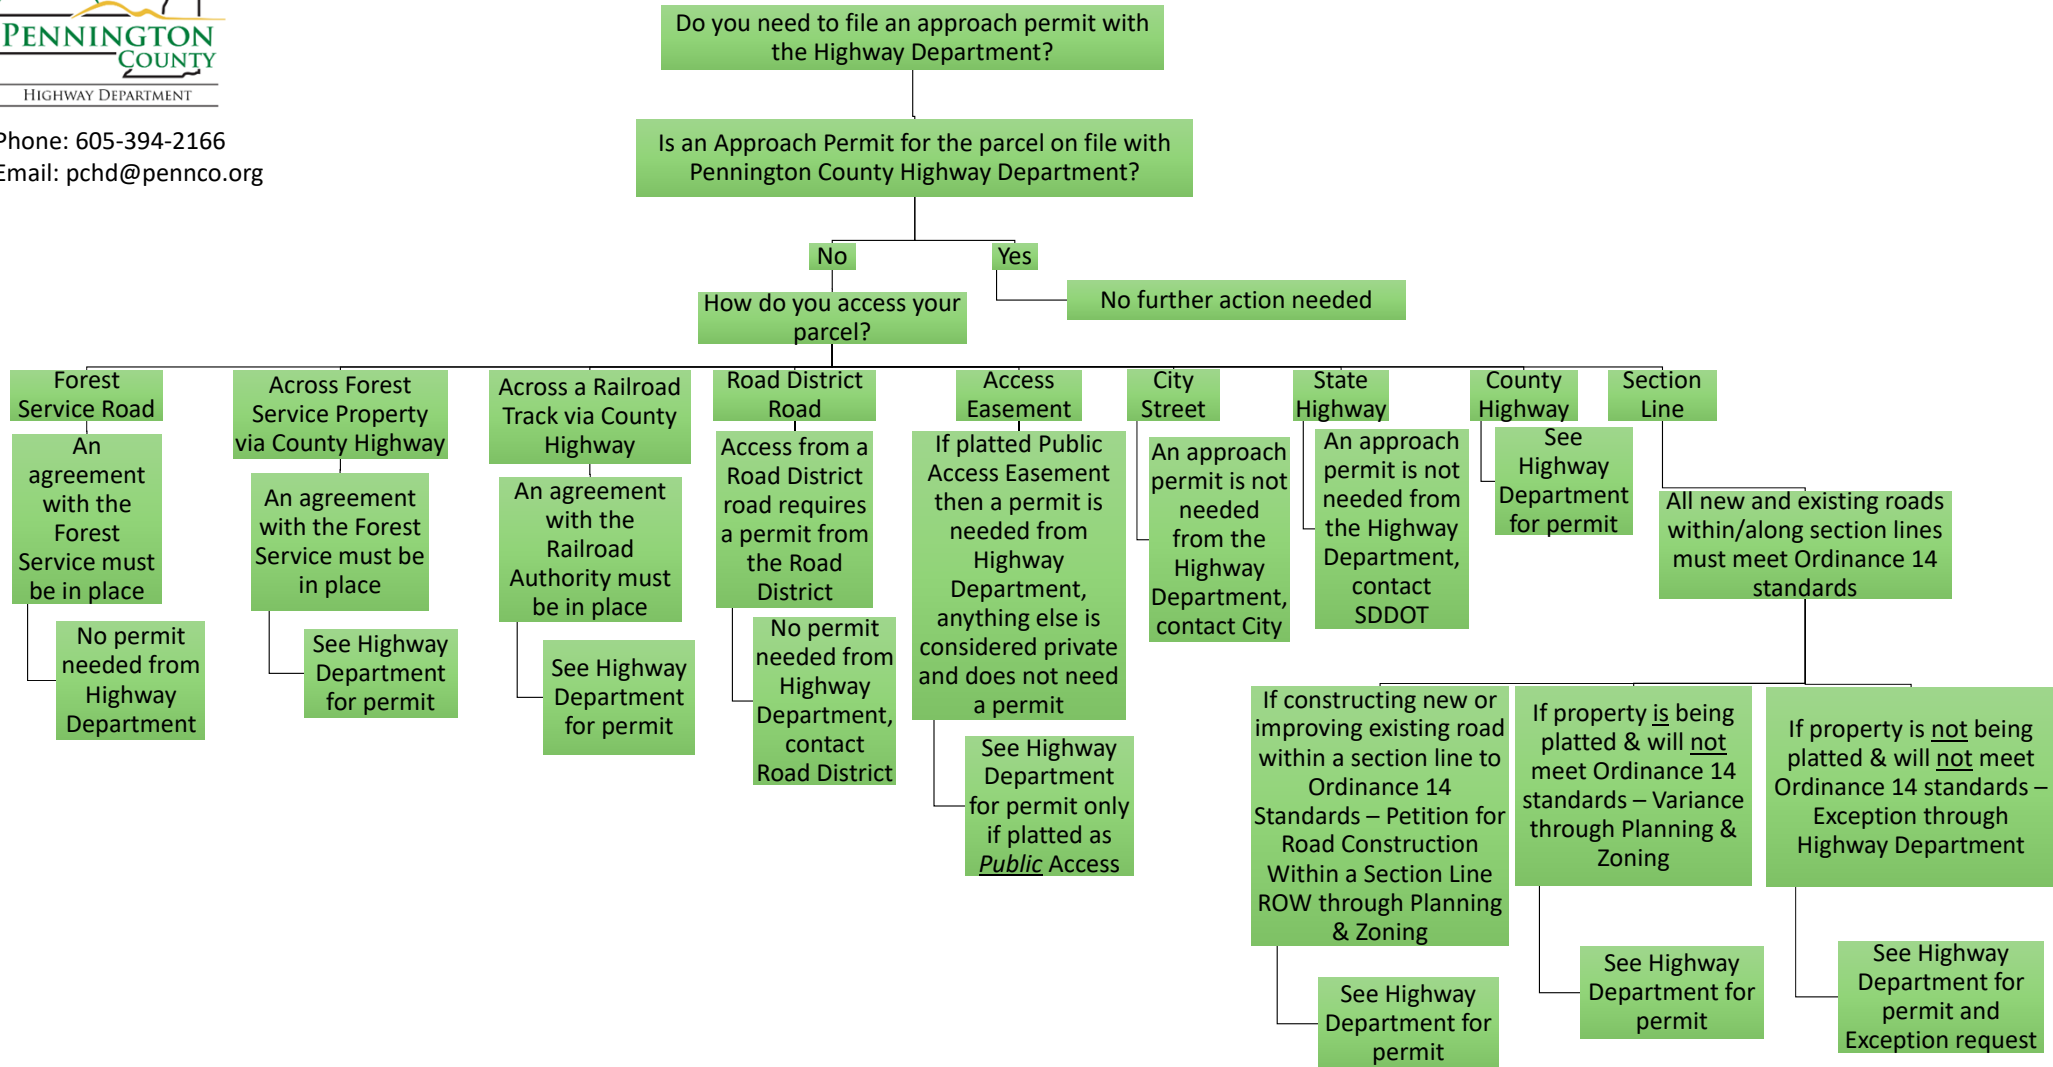 PENNINGTON
COUNTY
HIGHWAY DEPARTMENT
Phone: 605-394-2166
Email: pchd@pennco.org
Do you need to file an approach permit with
the Highway Department?
Is an Approach Permit for the parcel on file with
Pennington County Highway Department?
No
Yes
No further action needed
How do you access your
parcel?
Forest
Service Road
An
agreement
with the
Forest
Service must
be in place
No permit
needed from
Highway
Department
Across Forest
Service Property
via County Highway
An agreement
with the Forest
Service must be
in place
See Highway
Department
for permit
Across a Railroad
Track via County
Highway
An agreement
with the
Railroad
Authority must
be in place
See Highway
Department
for permit
Road District
Road
Access from a
Road District
road requires
a permit from
the Road
District
No permit
needed from
Highway
Department,
contact
Road District
Access
Easement
If platted Public
Access Easement
then a permit is
needed from
Highway
Department,
anything else is
considered private
and does not need
a permit
See Highway
Department
for permit only
if platted as
Public Access
City
Street
An approach
permit is not
needed
from the
Highway
Department,
contact City
State
Highway
An approach
permit is not
needed from
the Highway
Department,
contact
SDDOT
County
Highway
See
Highway
Department
for permit
Section
Line
All new and existing roads
within/along section lines
must meet Ordinance 14
standards
If constructing new or
improving existing road
within a section line to
Ordinance 14
Standards – Petition for
Road Construction
Within a Section Line
ROW through Planning
& Zoning
See Highway
Department for
permit
If property is being
platted & will not
meet Ordinance 14
standards – Variance
through Planning &
Zoning
See Highway
Department for
permit
If property is not being
platted & will not meet
Ordinance 14 standards –
Exception through
Highway Department
See Highway
Department for
permit and
Exception request